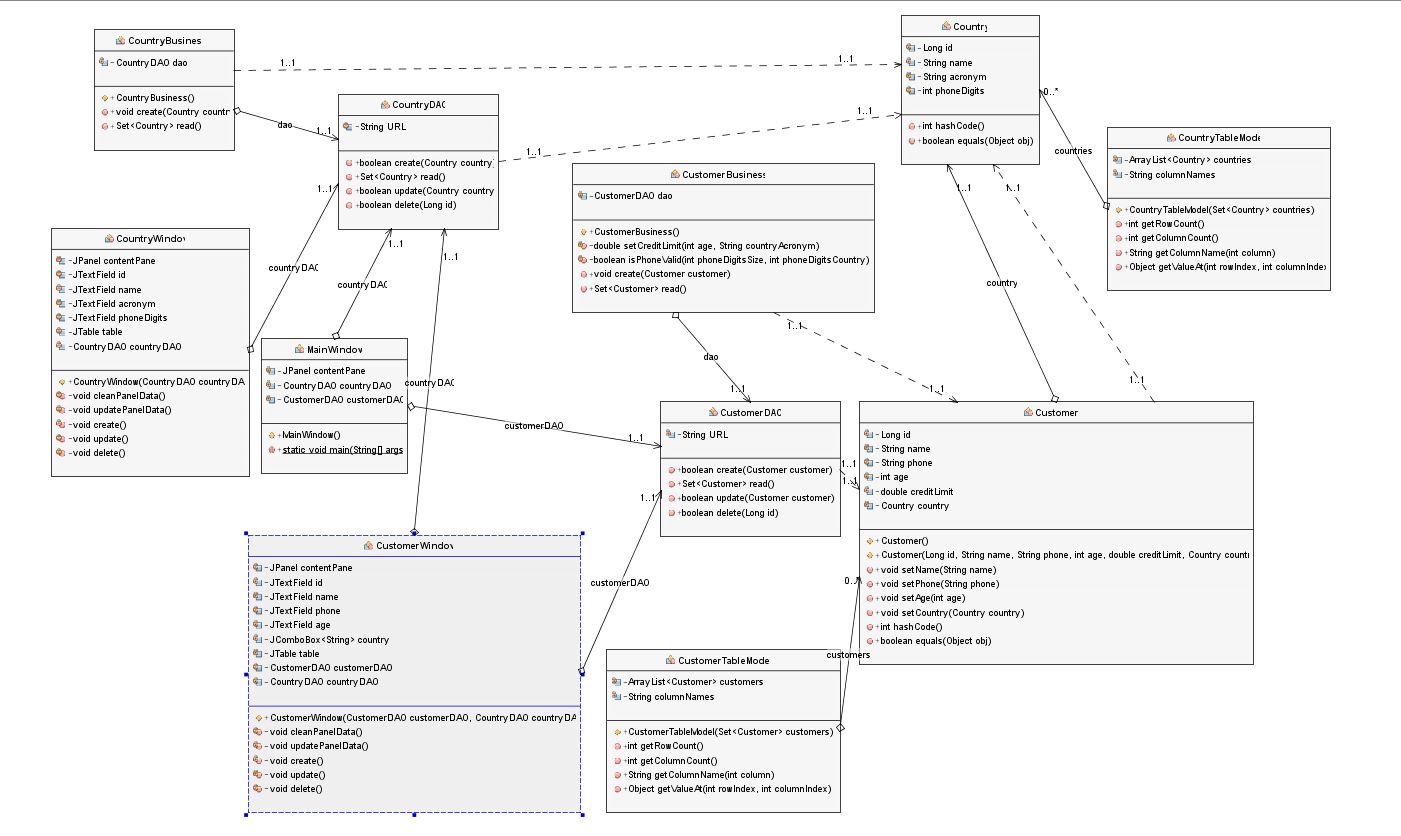 CountryBusines
- CountryDAO dao
+ CountryBusiness()
+ void create(Country countr
+ Set<Country> read()
1..1
1..1
Country
- Long id
- String name
- String acronym
- int phoneDigits
+ int hashCode()
+ boolean equals(Object obj)
dao
1..1
CountryDAC
- String URL
+ boolean create(Country country)
+ Set<Country> read()
+ boolean update(Country country
+ boolean delete(Long id)
1..1
1..1
0..*
countries
CountryTableMode
- ArrayList<Country> countries
- String columnNames
+ CountryTableModel(Set<Country> countries)
+ int getRowCount()
+ int getColumnCount()
+ String getColumnName(int column)
+ Object getValueAt(int rowIndex, int columnInde
CustomerBusiness
- CustomerDAO dao
+ CustomerBusiness()
- double setCreditLimit(int age, String countryAcronym)
- boolean isPhoneValid(int phoneDigitsSize, int phoneDigitsCountry)
+ void create(Customer customer)
+ Set<Customer> read()
1..1
1..1
1..1
CountryWindov
- JPanel contentPane
- JTextField id
- JTextField name
- JTextField acronym
- JTextField phoneDigits
- JTable table
- CountryDAO countryDAO
+ CountryWindow(CountryDAO countryDA
- void cleanPanelData()
- void updatePanelData()
- void create()
- void update()
- void delete()
countryDAC
1..1
1..1
countryDAC
country
MainWindov
- JPanel contentPane
- CountryDAO countryDAO
- CustomerDAO customerDAC
+ MainWindow()
+ static void main(String[] args
countryDAC
1..1
dao
1..1
1..1
1..1
customerDAO
1..1
CustomerDAC
- String URL
+ boolean create(Customer customer)
+ Set<Customer> read()
+ boolean update(Customer customer)
+ boolean delete(Long id)
1..1
1..1
1..1
Customer
- Long id
- String name
- String phone
- int age
- double creditLimit
- Country country
+ Customer()
+ Customer(Long id, String name, String phone, int age, double creditLimit, Country countr
+ void setName(String name)
+ void setPhone(String phone)
+ void setAge(int age)
+ void setCountry(Country country)
+ int hashCode()
+ boolean equals(Object obj)
CustomerWindov
- JPanel contentPane
- JTextField id
- JTextField name
- JTextField phone
- JTextField age
- JComboBox<String> country
- JTable table
- CustomerDAO customerDAO
- CountryDAO countryDAO
+ CustomerWindow(CustomerDAO customerDAO, CountryDAO countryDA
- void cleanPanelData()
- void updatePanelData()
- void create()
- void update()
- void delete()
customerDAO
0..
customers
CustomerTableMode
- ArrayList<Customer> customers
- String columnNames
+ CustomerTableModel(Set<Customer> customers)
+ int getRowCount()
+ int getColumnCount()
+ String getColumnName(int column)
+ Object getValueAt(int rowIndex, int columnIndex)